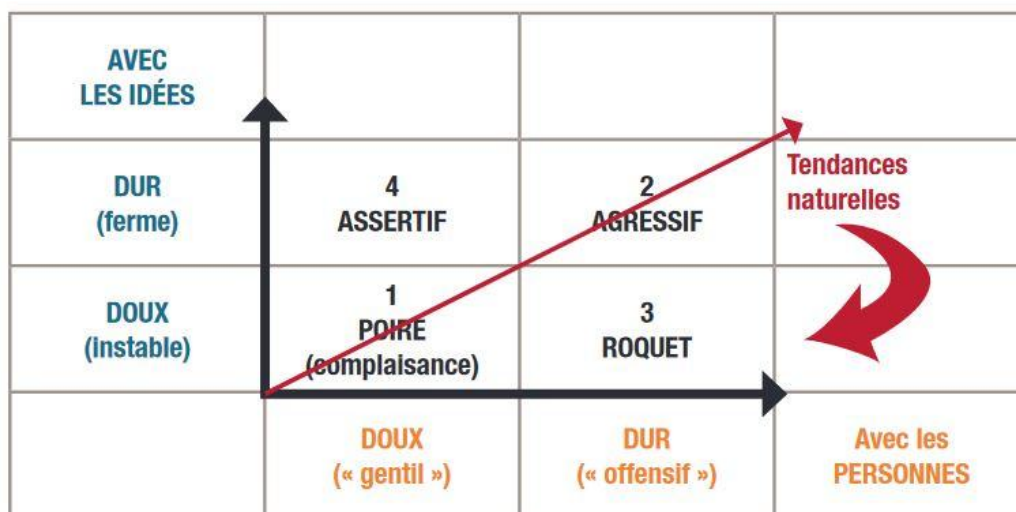 AVEC
LES IDÉES
DUR
(ferme)
4
ASSERTIF
2
AGRESSIF
Tendances
naturelles
DOUX
(instable)
1
POIRE
(complaisance)
3
ROQUET
DOUX
(« gentil »)
DUR
(« offensif »)
Avec les
PERSONNES